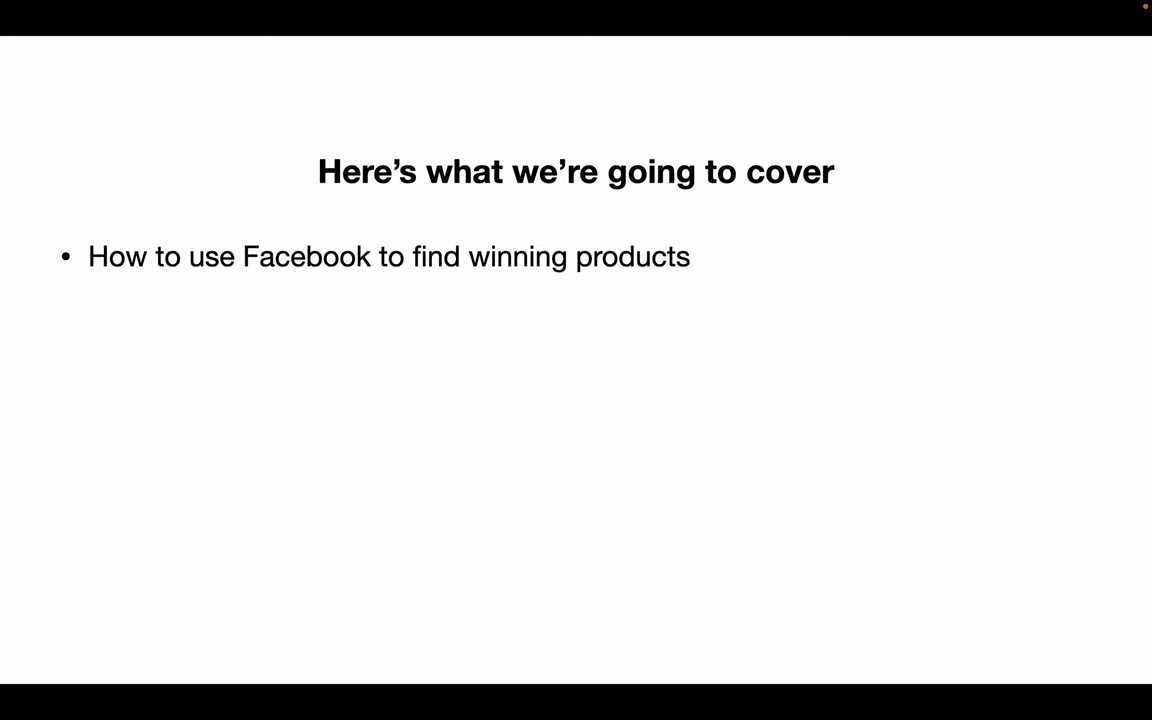 Here’s what we’re going to cover
• How to use Facebook to find winning products